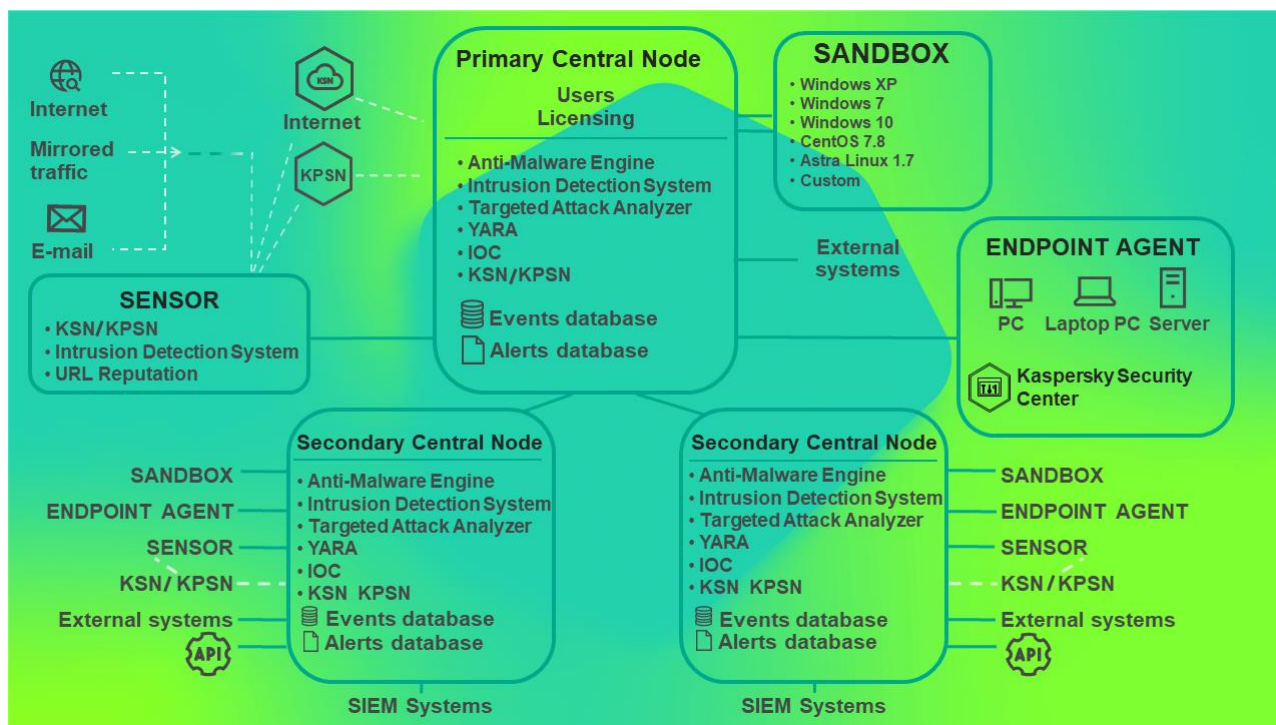 Internet
Mirrored
traffic
E-mail
KSN
Internet
KPSN
SENSOR
• KSN/KPSN
• Intrusion Detection System
• URL Reputation
Primary Central Node
Users
Licensing
• Anti-Malware Engine
• Intrusion Detection System
• Targeted Attack Analyzer
• YARA
• IOC
• KSN/KPSN
Events database
Alerts database
SANDBOX
• Windows XP
• Windows 7
• Windows 10
• CentOS 7.8
• Astra Linux 1.7
• Custom
External
systems
ENDPOINT AGENT
PC
Laptop PC
Server
Kaspersky Security
Center
SANDBOX
ENDPOINT AGENT
SENSOR
KSN/ KPSN
External systems
API
Secondary Central Node
• Anti-Malware Engine
• Intrusion Detection System
• Targeted Attack Analyzer
• YARA
• IOC
• KSN KPSN
Events database
Alerts database
SIEM Systems
Secondary Central Node
• Anti-Malware Engine
• Intrusion Detection System
• Targeted Attack Analyzer
• YARA
• IOC
• KSN KPSN
Events database
Alerts database
SIEM Systems
SANDBOX
ENDPOINT AGENT
SENSOR
KSN/KPSN
External systems
API